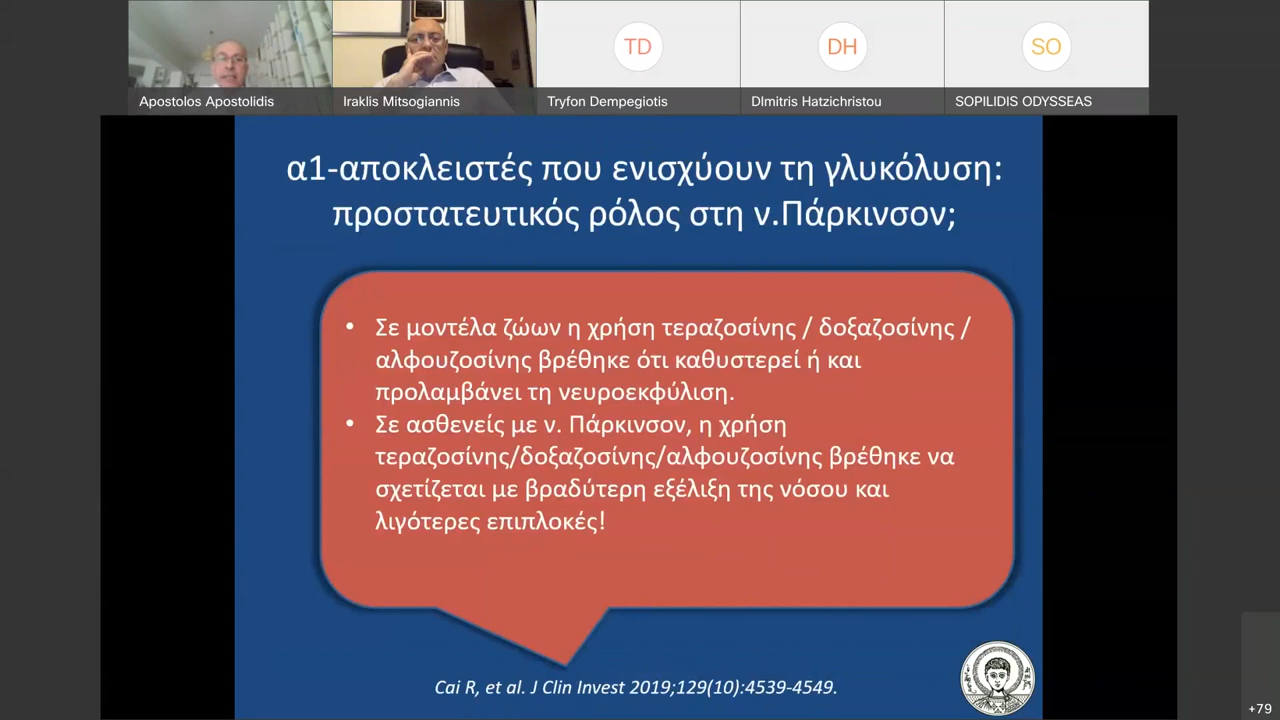 TD
DH
SO
Apostolos Apostolidis
Iraklis Mitsogiannis
Tryfon Dempegiotis
DImitris Hatzichristou
SOPILIDIS ODYSSEAS
α1-αποκλειστές που ενισχύουν τη γλυκόλυση:
προστατευτικός ρόλος στη ν.Πάρκινσον;
• Σε μοντέλα ζώων η χρήση τεραζοσίνης / δοξαζοσίνης /
αλφουζοσίνης βρέθηκε ότι καθυστερεί ή και
προλαμβάνει τη νευροεκφύλιση.
• Σε ασθενείς με ν. Πάρκινσον, η χρήση
τεραζοσίνης/δοξαζοσίνης/αλφουζοσίνης βρέθηκε να
σχετίζεται με βραδύτερη εξέλιξη της νόσου και
λιγότερες επιπλοκές!
Cai R, et al. J Clin Invest 2019;129(10):4539-4549.
+79